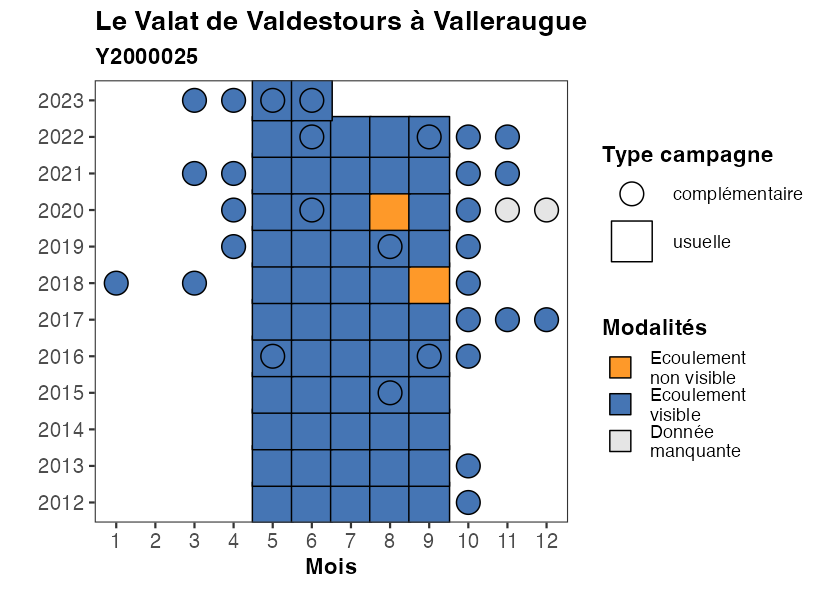 Le Valat de Valdestours à Valleraugue
Y2000025
2023
2022
2021
2020
2019
2018
2017
2016
2015
2014
2013
2012
1 2 3 4 5 6 7 8 9 10 11 12
Mois
Type campagne
complémentaire
usuelle
Modalités
Ecoulement
non visible
Ecoulement
visible
Donnée
manquante